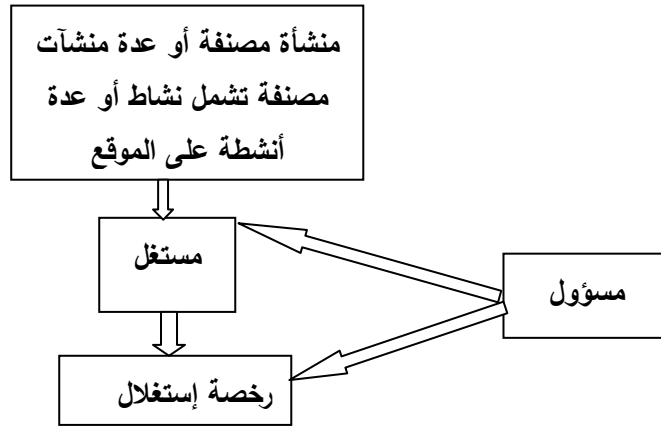 منشأة مصنفة أو عدة منشآت
مصنفة تشمل نشاط أو عدة
أنشطة على الموقع
مستغل
مسؤول
رخصة إستغلال